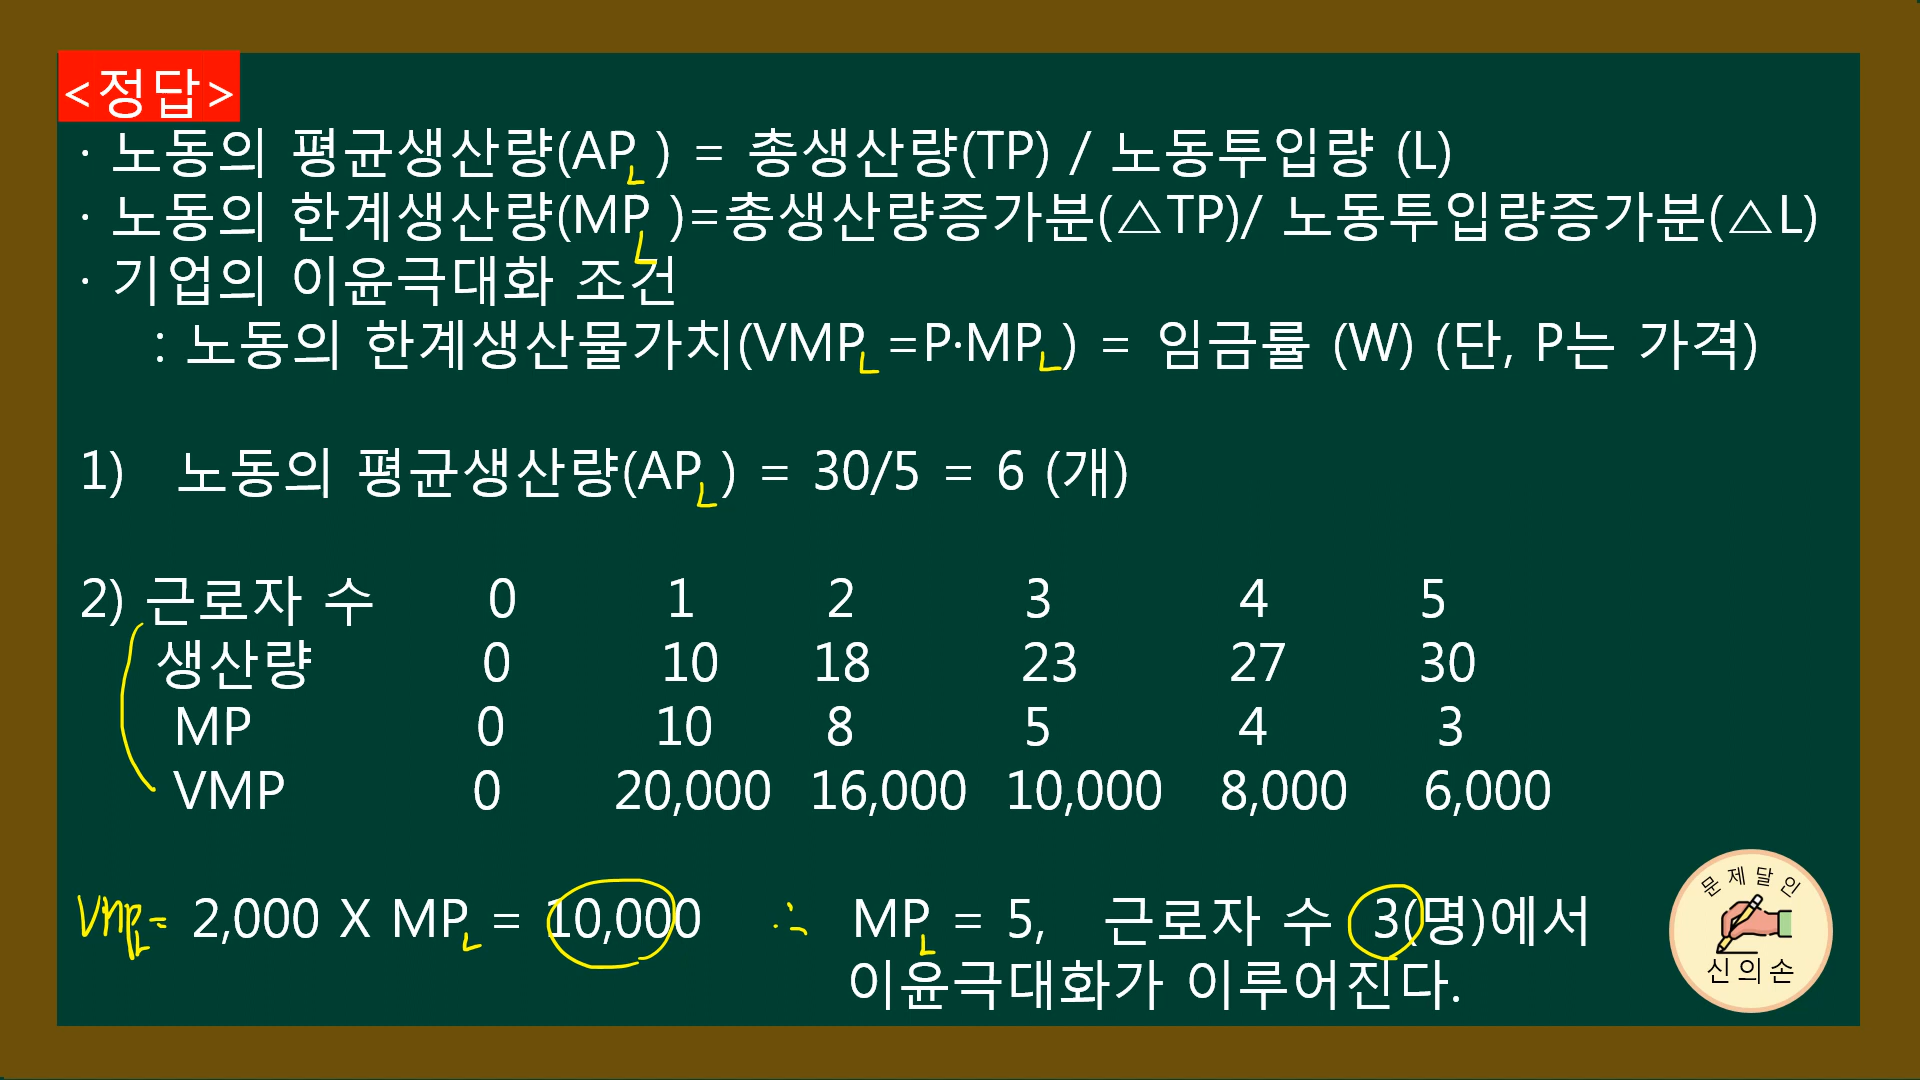 <정답>
· 노동의 평균생산량(APL) = 총생산량(TP) / 노동투입량 (L)
· 노동의 한계생산량(MPL)=총생산량증가분(△TP)/ 노동투입량증가분(△L)
· 기업의 이윤극대화 조건
: 노동의 한계생산물가치(VMPL=P·MPL) = 임금률 (W) (단, P는 가격)
1) 노동의 평균생산량(APL) = 30/5 = 6 (개)
2) 근로자 수 0 1 2 3 4 5
생산량 0 10 18 23 27 30
MP 0 10 8 5 4 3
VMP 0 20,000 16,000 10,000 8,000 6,000
VMPL= 2,000 X MPL = 10,000 ∴ MPL = 5, 근로자 수 3(명)에서
이윤극대화가 이루어진다.
문제달인
신의손